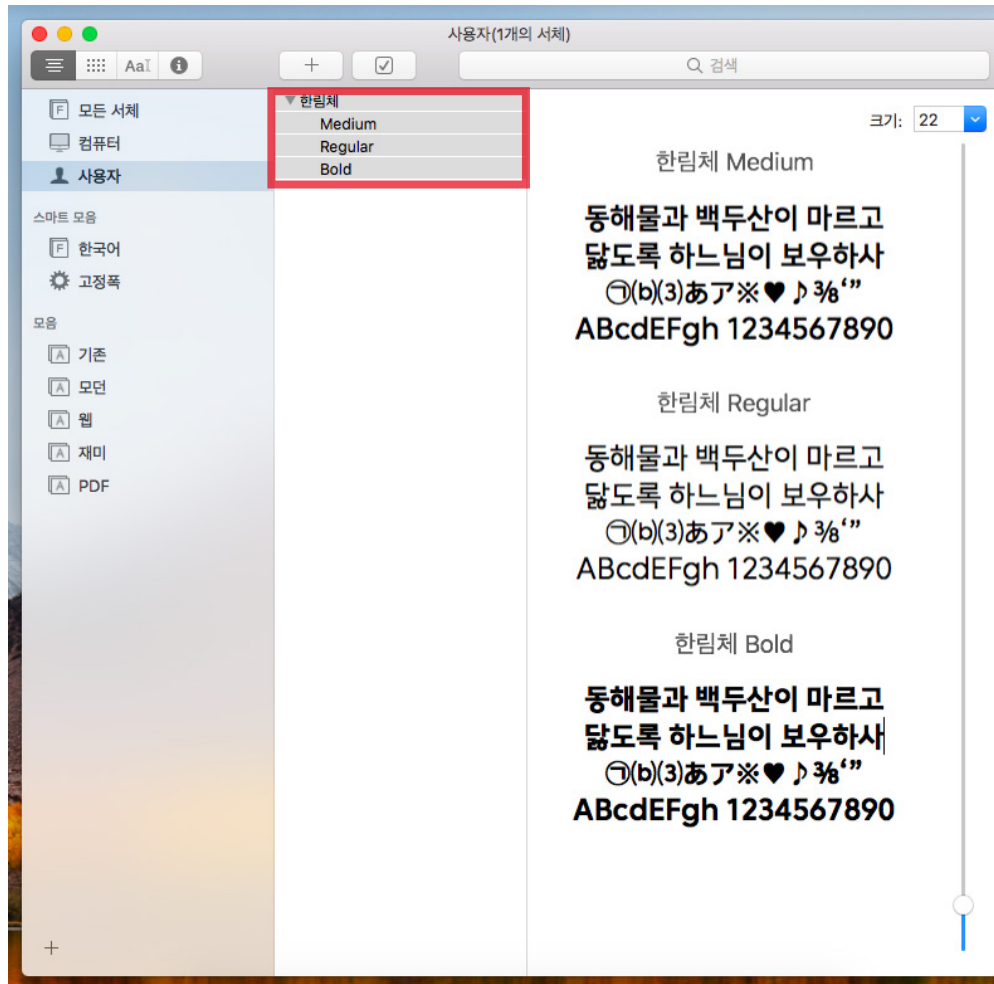 사용자(1개의 서체)
AaI
검색
모든 서체
컴퓨터
사용자
스마트 모음
한국어
고정폭
모음
기존
모던
웹
재미
PDF
한림체
Medium
Regular
Bold
크기: 22
한림체 Medium
동해물과 백두산이 마르고
닳도록 하느님이 보우하사
㉠⒝⑶あア※♥♪⅜‘”
ABcdEFgh 1234567890
한림체 Regular
동해물과 백두산이 마르고
닳도록 하느님이 보우하사
㉠⒝⑶あア※♥♪⅜‘”
ABcdEFgh 1234567890
한림체 Bold
동해물과 백두산이 마르고
닳도록 하느님이 보우하사
㉠⒝⑶あア※♥♪⅜‘”
ABcdEFgh 1234567890